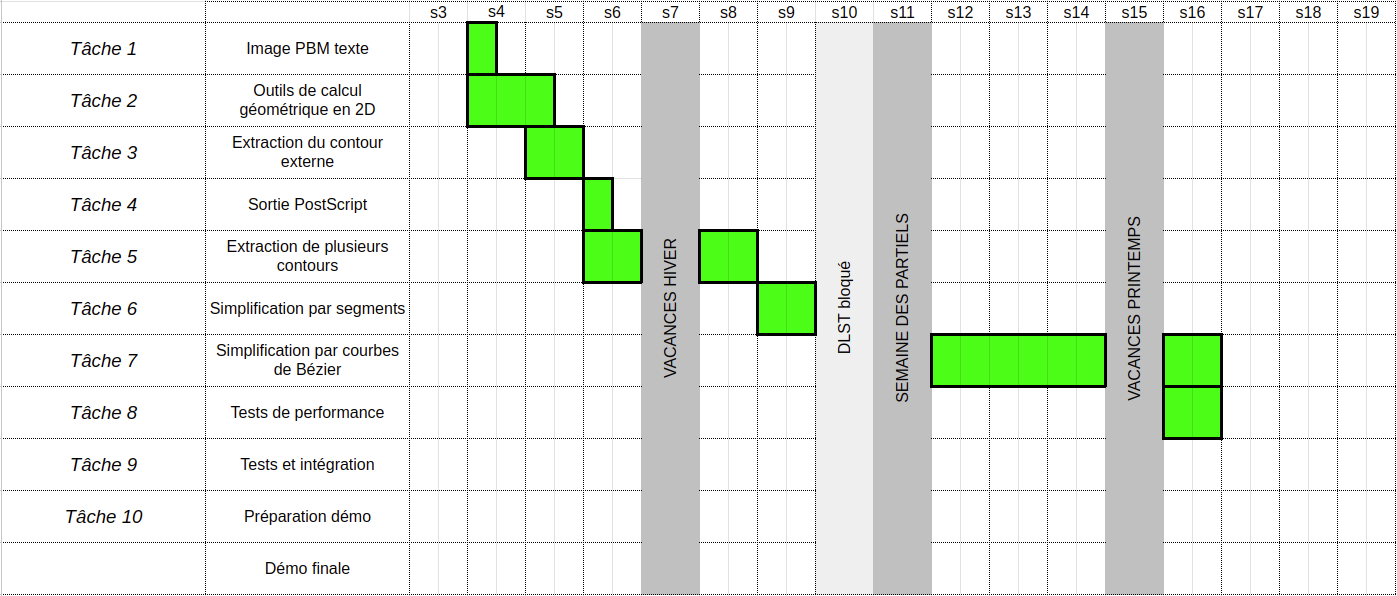 s3 s4 s5 s6 s7 s8 s9 s10 s11 s12 s13 s14 s15 s16 s17 s18 s19
Tâche 1 Image PBM texte
Tâche 2 Outils de calcul
géométrique en 2D
Tâche 3 Extraction du contour
externe
Tâche 4 Sortie PostScript
Tâche 5 Extraction de plusieurs
contours
Tâche 6 Simplification par segments
Tâche 7 Simplification par courbes
de Bézier
Tâche 8 Tests de performance
Tâche 9 Tests et intégration
Tâche 10 Préparation démo
Démo finale
VACANCES HIVER
DLST bloqué
SEMAINE DES PARTIELS
VACANCES PRINTEMPS